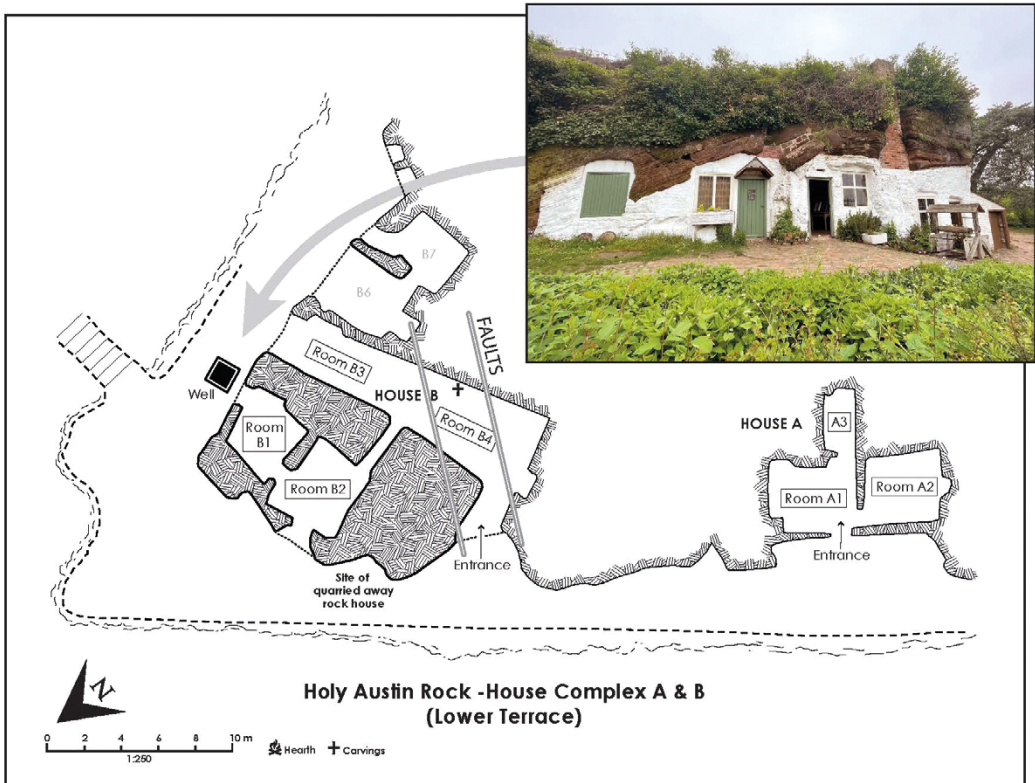 B7
B6
FAULTS
Room B3
Well
HOUSE B
Room B4
Room
B1
Room B2
HOUSE A
A3
Room A1
Room A2
Entrance
Entrance
Site of
quarried away
rock house
N
Holy Austin Rock -House Complex A & B
(Lower Terrace)
0 2 4 6 8 10 m
1:250
Hearth
Carvings